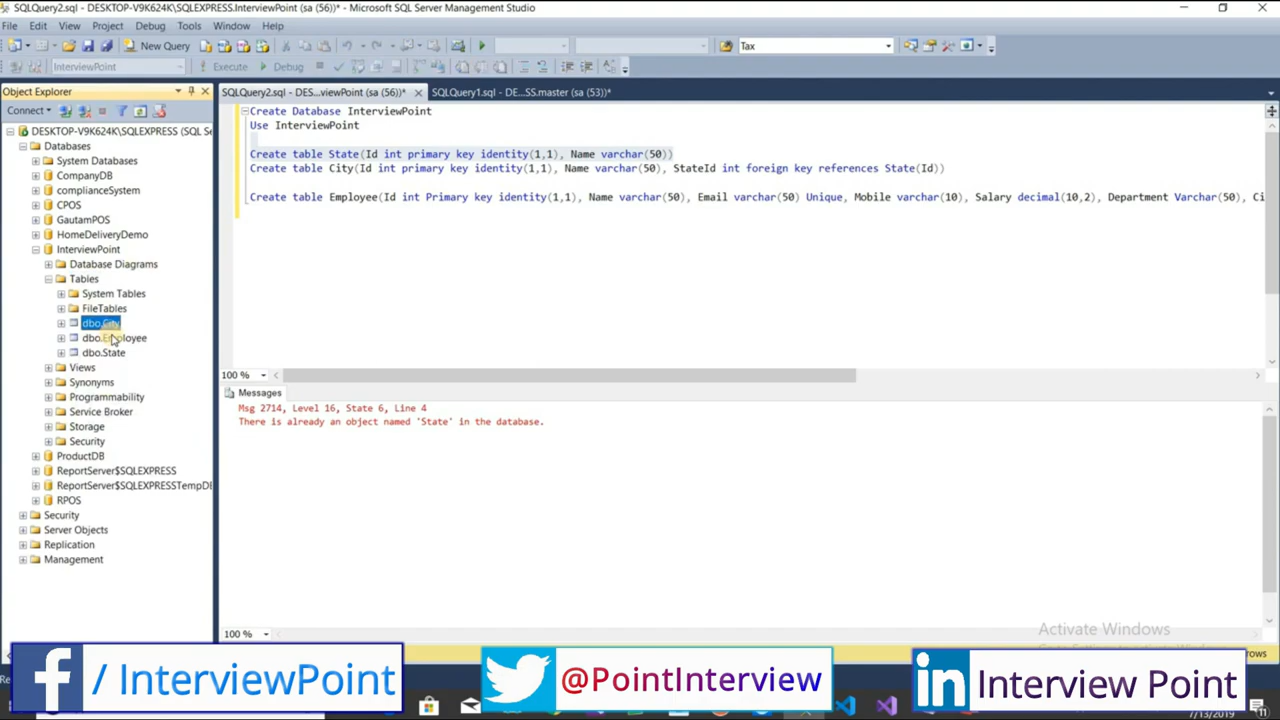 SQLQuery2.sql - DESKTOP-V9K624K\SQLEXPRESS.InterviewPoint (sa (56))* - Microsoft SQL Server Management Studio
File Edit View Project Debug Tools Window Help
New Query Tax
InterviewPoint Execute Debug
Object Explorer
SQLQuery2.sql - DES...viewPoint (sa (56))* SQLQuery1.sql - DE...SS.master (sa (53))*
Connect
DESKTOP-V9K624K\SQLEXPRESS (SQL Se
Databases
System Databases
CompanyDB
complianceSystem
CPOS
GautamPOS
HomeDeliveryDemo
InterviewPoint
Database Diagrams
Tables
System Tables
FileTables
dbo.City
dbo.Employee
dbo.State
Views
Synonyms
Programmability
Service Broker
Storage
Security
ProductDB
ReportServer$SQLEXPRESS
ReportServer$SQLEXPRESSTempDB
RPOS
Security
Server Objects
Replication
Management
Create Database InterviewPoint
Use InterviewPoint
Create table State(Id int primary key identity(1,1), Name varchar(50))
Create table City(Id int primary key identity(1,1), Name varchar(50), StateId int foreign key references State(Id))
Create table Employee(Id int Primary key identity(1,1), Name varchar(50), Email varchar(50) Unique, Mobile varchar(10), Salary decimal(10,2), Department Varchar(50), Ci
100 %
Messages
Msg 2714, Level 16, State 6, Line 4
There is already an object named 'State' in the database.
100 %
Activate Windows
f / InterviewPoint
@PointInterview
in Interview Point
7/13/2019